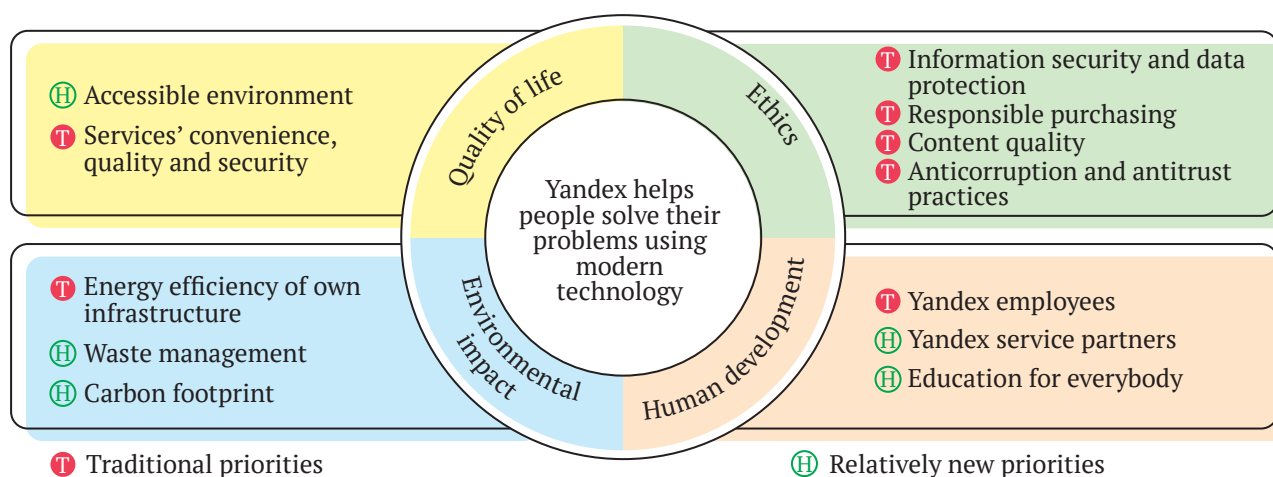 Ⓗ Accessible environment
Ⓣ Services’ convenience,
quality and security
Quality of life
Ethics
Ⓣ Information security and data
protection
Ⓣ Responsible purchasing
Ⓣ Content quality
Ⓣ Anticorruption and antitrust
practices
Yandex helps
people solve their
problems using
modern
technology
Ⓣ Energy efficiency of own
infrastructure
Ⓗ Waste management
Ⓗ Carbon footprint
Environmental
impact
Human development
Ⓣ Yandex employees
Ⓗ Yandex service partners
Ⓗ Education for everybody
Ⓣ Traditional priorities
Ⓗ Relatively new priorities